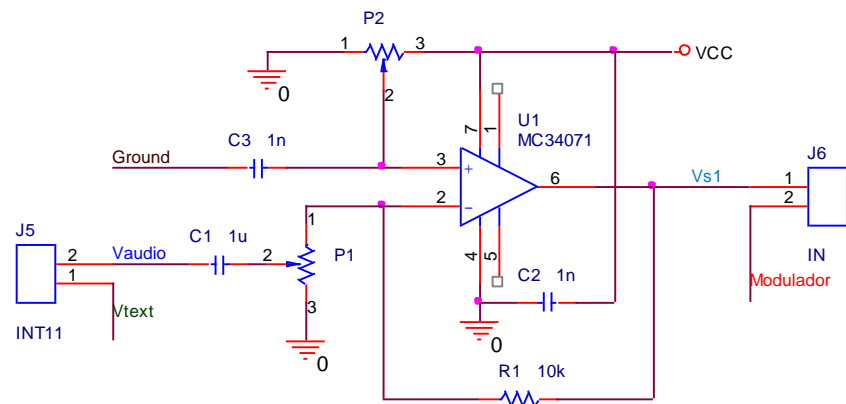 P2
1
3
2
VCC
0
U1
MC34071
7
1
C3 1n
Ground
3
+
6
Vs1
J6
1
2
IN
Modulador
2
-
1
J5
2
1
INT11
Vaudio
Vtext
C1 1u
2
P1
3
0
4
5
C2 1n
0
R1 10k